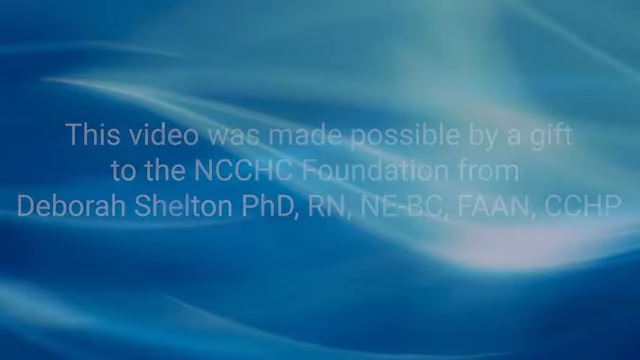 This video was made possible by a gift
to the NCCHC Foundation from
Deborah Shelton PhD, RN, NE-BC, FAAN, CCHP